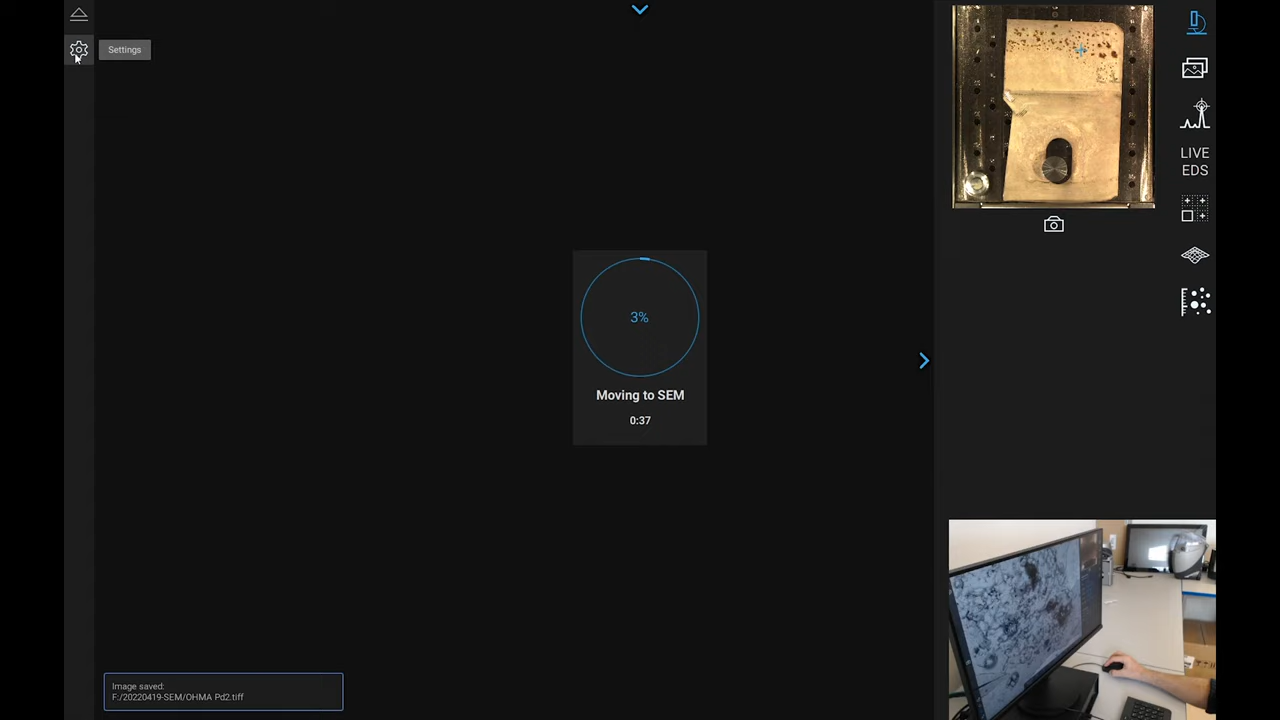 Settings
3%
Moving to SEM
0:37
LIVE
EDS
Image saved:
F:/20220419-SEM/OHMA Pd2.tiff